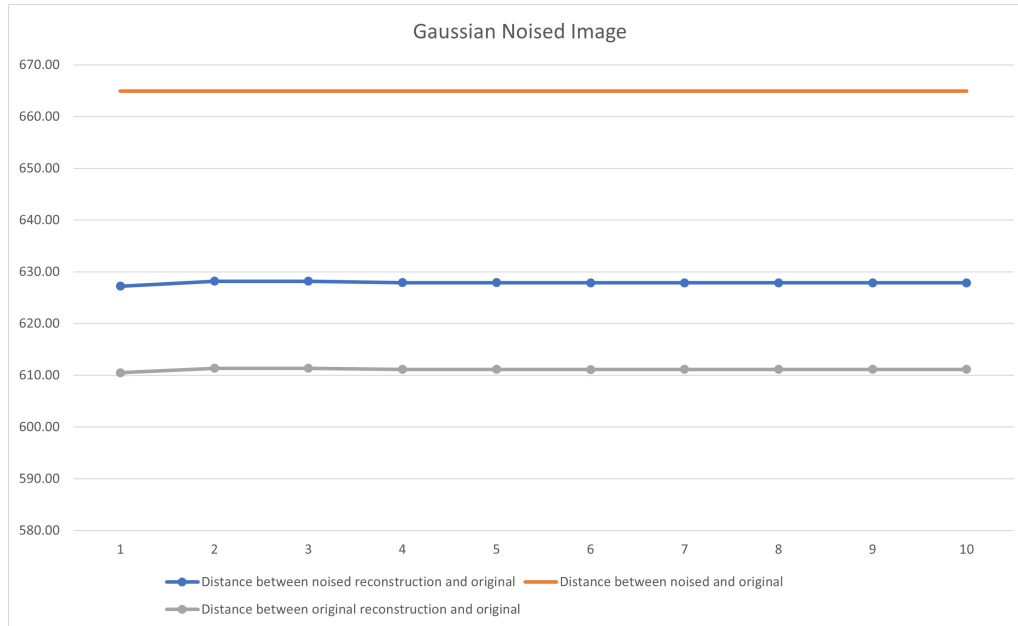 Gaussian Noised Image
670.00
660.00
650.00
640.00
630.00
620.00
610.00
600.00
590.00
580.00
1 2 3 4 5 6 7 8 9 10
Distance between noised reconstruction and original Distance between noised and original
Distance between original reconstruction and original